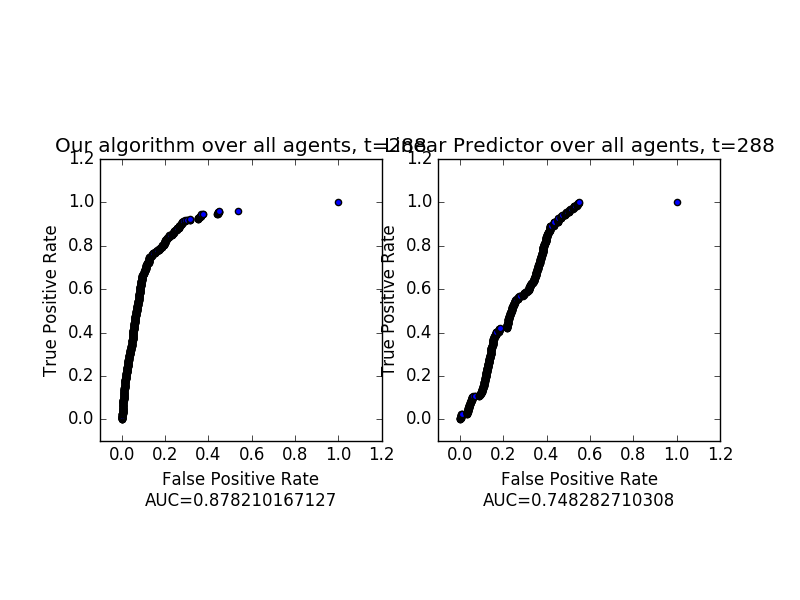 Our algorithm over all agents, t=288
Linear Predictor over all agents, t=288
1.2
1.0
0.8
0.6
0.4
0.2
0.0
True Positive Rate
0.0 0.2 0.4 0.6 0.8 1.0 1.2
False Positive Rate
AUC=0.878210167127
1.2
1.0
0.8
0.6
0.4
0.2
0.0
True Positive Rate
0.0 0.2 0.4 0.6 0.8 1.0 1.2
False Positive Rate
AUC=0.748282710308